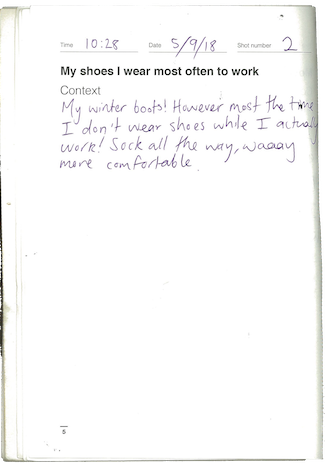 Time 10:28 Date 5/9/18 Shot number 2
My shoes I wear most often to work
Context
My winter boots! However most the time
I don't wear shoes while I actually
work! Sock all the way, waaay
more comfortable.
5